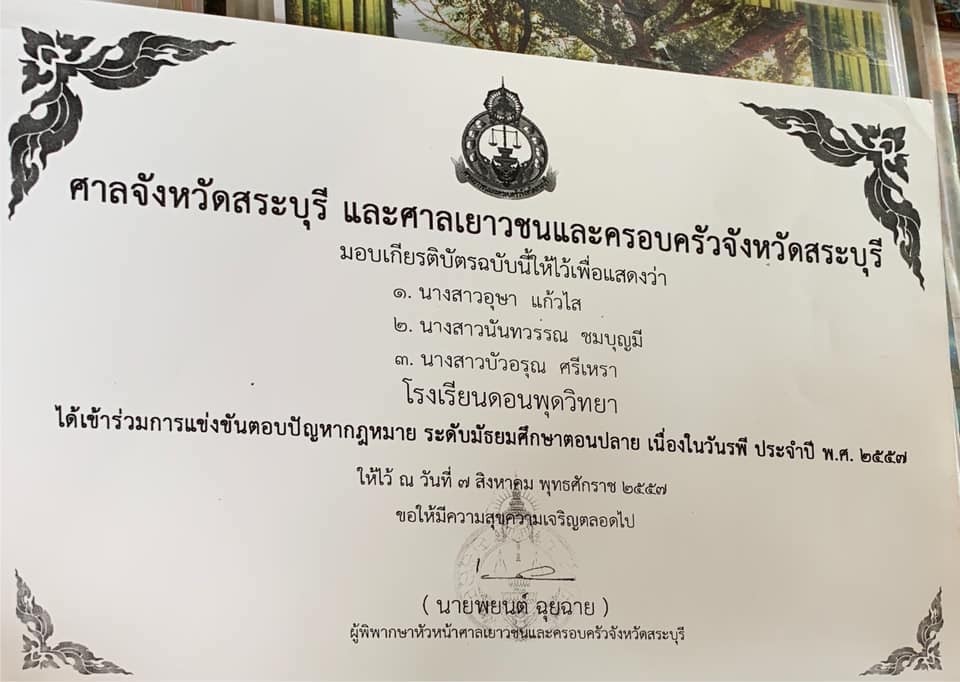 ศาลจังหวัดสระบุรี และศาลเยาวชนและครอบครัวจังหวัดสระบุรี
มอบเกียรติบัตรฉบับนี้ให้ไว้เพื่อแสดงว่า
๑. นางสาวอุษา แก้วไส
๒. นางสาวนันทวรรณ ชมบุญมี
๓. นางสาวบัวอรุณ ศรีเหรา
โรงเรียนดอนพุดวิทยา
ได้เข้าร่วมการแข่งขันตอบปัญหากฎหมาย ระดับมัธยมศึกษาตอนปลาย เนื่องในวันรพี ประจำปี พ.ศ. ๒๕๕๗
ให้ไว้ ณ วันที่ ๗ สิงหาคม พุทธศักราช ๒๕๕๗
ขอให้มีความสุขความเจริญตลอดไป
( นายพยนต์ ฉุยฉาย )
ผู้พิพากษาหัวหน้าศาลเยาวชนและครอบครัวจังหวัดสระบุรี